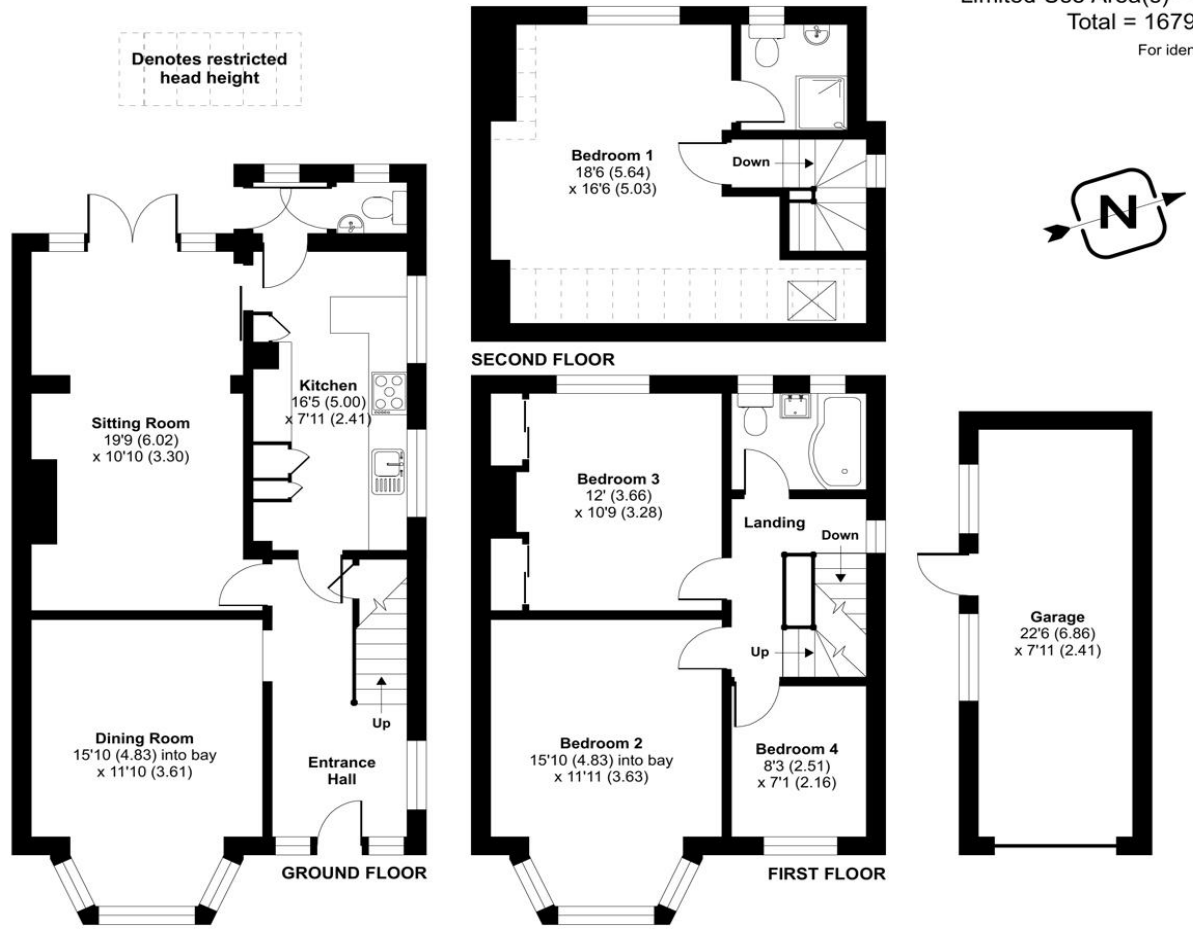 Limited Use Area(s)
Total = 1679
For iden
Denotes restricted
head height
Bedroom 1
18'6 (5.64)
x 16'6 (5.03)
Down
N
SECOND FLOOR
Kitchen
16'5 (5.00)
x 7'11 (2.41)
Sitting Room
19'9 (6.02)
x 10'10 (3.30)
Up
Dining Room
15'10 (4.83) into bay
x 11'10 (3.61)
Entrance
Hall
GROUND FLOOR
Bedroom 3
12' (3.66)
x 10'9 (3.28)
Landing
Down
Up
Bedroom 2
15'10 (4.83) into bay
x 11'11 (3.63)
Bedroom 4
8'3 (2.51)
x 7'1 (2.16)
FIRST FLOOR
Garage
22'6 (6.86)
x 7'11 (2.41)